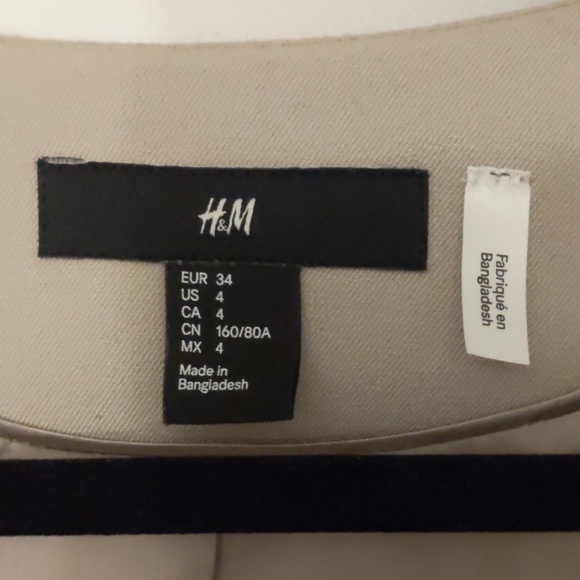 H&M
EUR 34
US 4
CA 4
CN 160/80A
MX 4
Made in
Bangladesh
Fabriqué en
Bangladesh